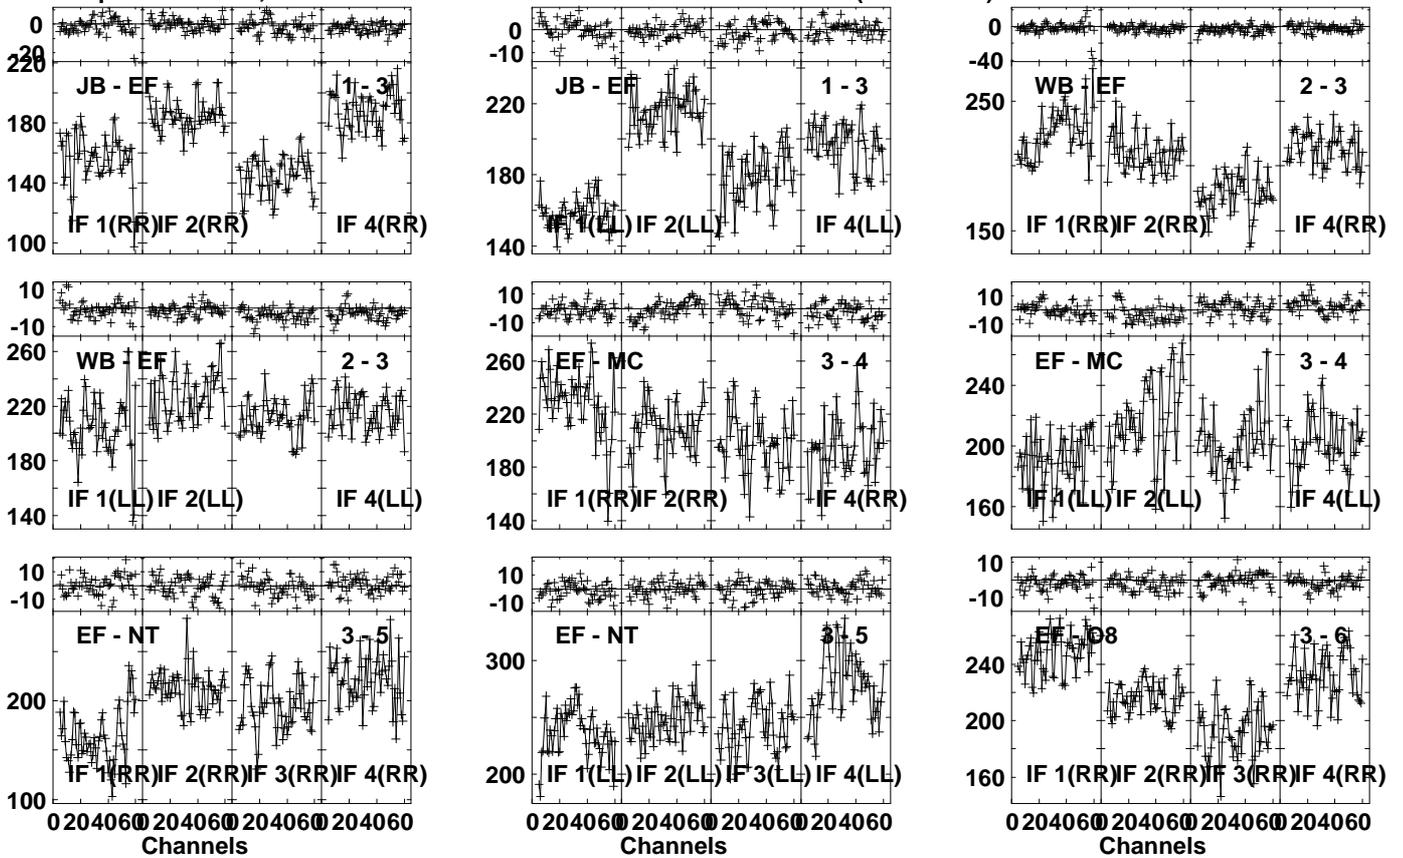 0 0 0
20 -10 -40
220 JB - EF 1 - 3 JB - EF 1 - 3 WB - EF 2 - 3
180 220 250
140 180
100 140 150
IF 1(RR) IF 2(RR) IF 4(RR) IF 1(LL) IF 2(LL) IF 4(LL) IF 1(RR) IF 2(RR) IF 4(RR)
10 10 10
-10 -10 -10
260 WB - EF 2 - 3 260 EF - MC 3 - 4 EF - MC 3 - 4
220 220 240
180 180 200
140 140 160
IF 1(LL) IF 2(LL) IF 4(LL) IF 1(RR) IF 2(RR) IF 4(RR) IF 1(LL) IF 2(LL) IF 4(LL)
10 10 10
-10 -10 -10
EF - NT 3 - 5 EF - NT 3 - 5 EF - O8 3 - 6
200 300 240
100 200 200
160
IF 1(RR) IF 2(RR) IF 3(RR) IF 4(RR) IF 1(LL) IF 2(LL) IF 3(LL) IF 4(LL) IF 1(RR) IF 2(RR) IF 3(RR) IF 4(RR)
0 20 40 60 0 20 40 60 0 20 40 60 0 20 40 60 0 20 40 60 0 20 40 60 0 20 40 60 0 20 40 60 0 20 40 60 0 20 40 60 0 20 40 60 0 20 40 60
Channels Channels Channels